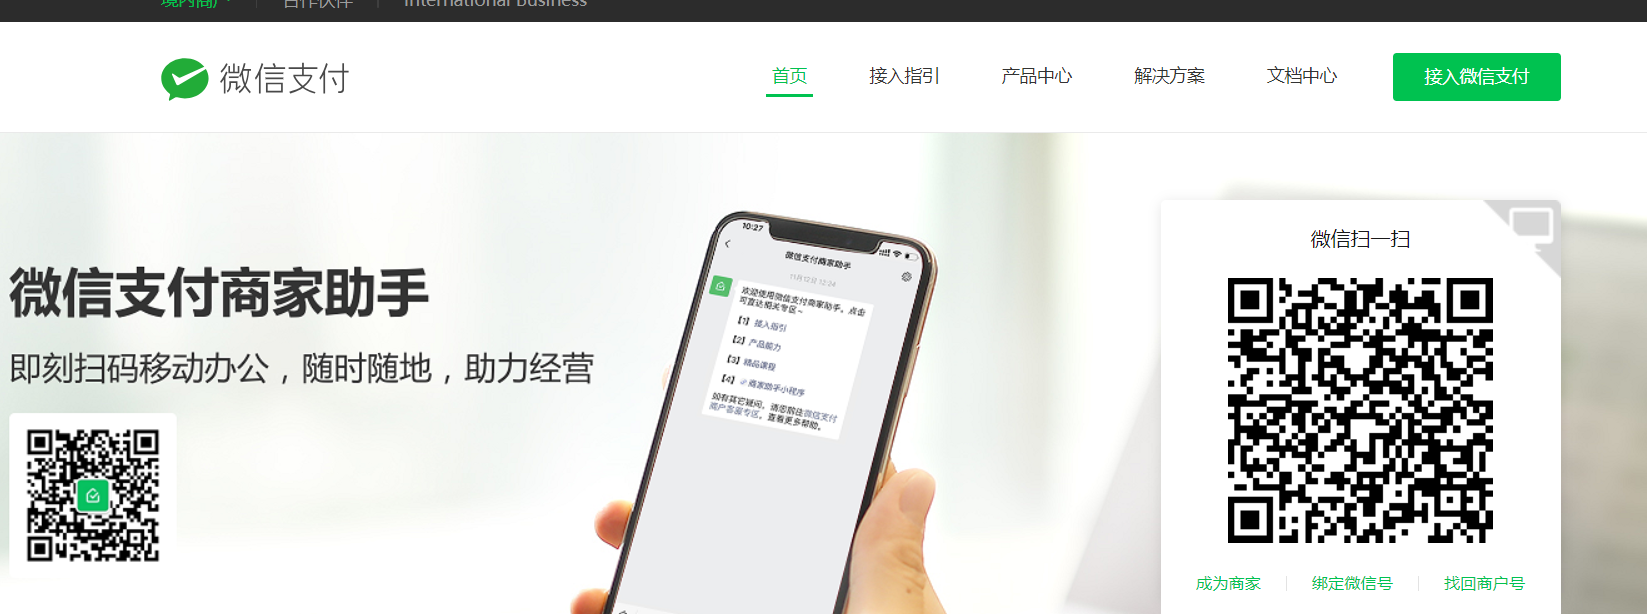 境内商户
合作伙伴
International Business
微信支付
首页
接入指引
产品中心
解决方案
文档中心
接入微信支付
微信支付商家助手
即刻扫码移动办公，随时随地，助力经营
10:27
微信支付商家助手
11月12日 12:24
欢迎使用微信支付商家助手，点击
可直达相关专区~
【1】接入指引
【2】产品能力
【3】精品课程
【4】商家助手小程序
如有其它疑问，请您前往微信支付
商户客服专区，查看更多帮助。
微信扫一扫
成为商家
绑定微信号
找回商户号